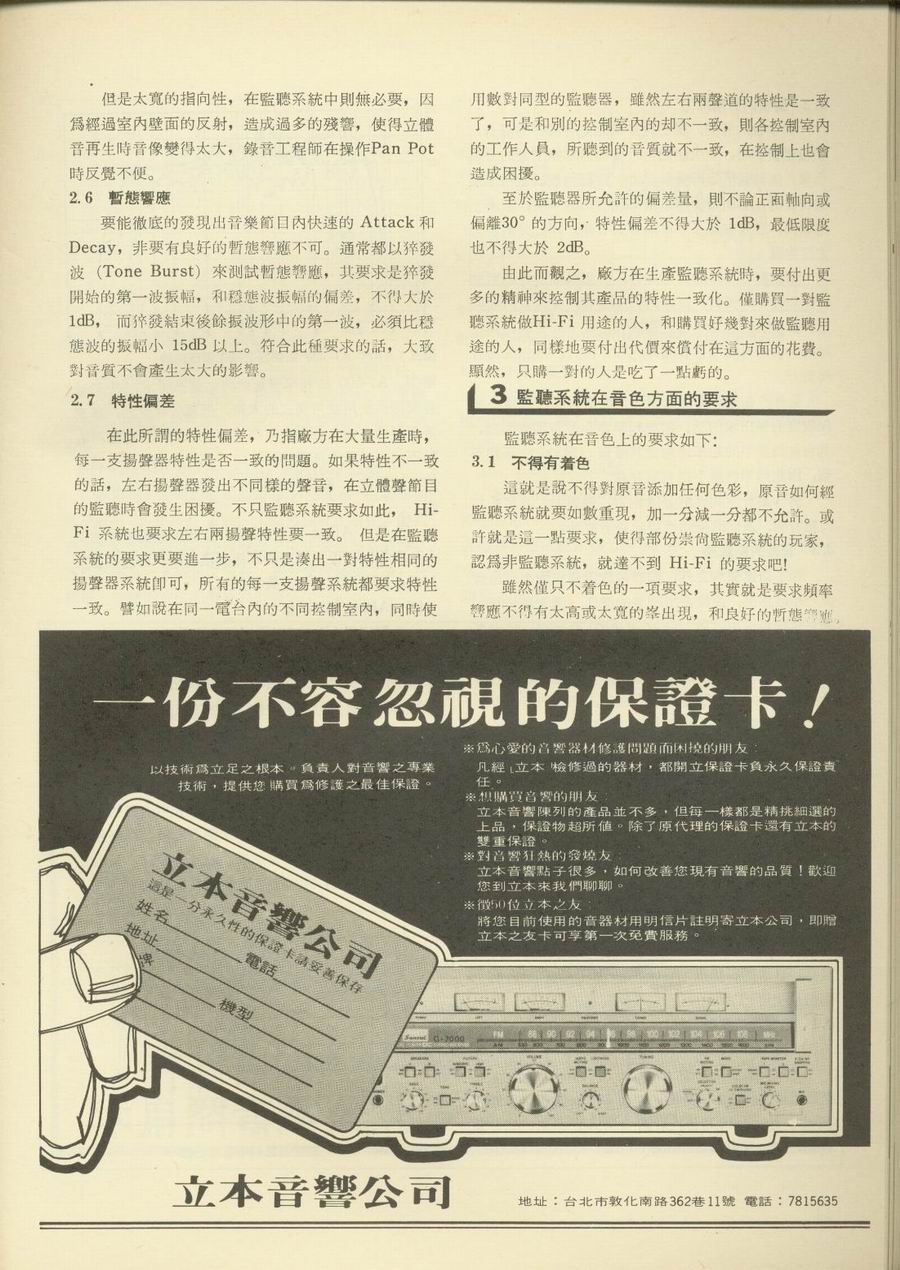 但是太寬的指向性，在監聽系統中則無必要，因
爲經過室內壁面的反射，造成過多的殘響，使得立體
音再生時音像變得太大，錄音工程師在操作Pan Pot
時反覺不便。
2.6 暫態響應
要能徹底的發現出音樂節目內快速的 Attack 和
Decay，非要有良好的暫態響應不可。通常都以猝發
波（Tone Burst）來測試暫態響應，其要求是猝發
開始的第一波振幅，和穩態波振幅的偏差，不得大於
1dB， 而猝發結束後餘振波形中的第一波，必須比穩
態波的振幅小 15dB 以上。符合此種要求的話，大致
對音質不會產生太大的影響。
2.7 特性偏差
在此所謂的特性偏差，乃指廠方在大量生產時，
每一支揚聲器特性是否一致的問題。如果特性不一致
的話，左右揚聲器發出不同樣的聲音，在立體聲節目
的監聽時會發生困擾。不只監聽系統要求如此， Hi-
Fi 系統也要求左右兩揚聲特性要一致。 但是在監聽
系統的要求更要進一步，不只是湊出一對特性相同的
揚聲器系統卽可，所有的每一支揚聲系統都要求特性
一致。譬如說在同一電台內的不同控制室內，同時使
用數對同型的監聽器，雖然左右兩聲道的特性是一致
了，可是和別的控制室內的却不一致，則各控制室內
的工作人員，所聽到的音質就不一致，在控制上也會
造成困擾。
至於監聽器所允許的偏差量，則不論正面軸向或
偏離30° 的方向，特性偏差不得大於 1dB，最低限度
也不得大於 2dB。
由此而觀之，廠方在生產監聽系統時，要付出更
多的精神來控制其產品的特性一致化。僅購買一對監
聽系統做Hi-Fi 用途的人，和購買好幾對來做監聽用
途的人，同樣地要付出代價來償付在這方面的花費。
顯然，只購一對的人是吃了一點虧的。
3 監聽系統在音色方面的要求
監聽系統在音色上的要求如下：
3.1 不得有着色
這就是說不得對原音添加任何色彩，原音如何經
監聽系統就要如數重現，加一分減一分都不允許。或
許就是這一點要求，使得部份崇尙監聽系統的玩家，
認爲非監聽系統，就達不到 Hi-Fi 的要求吧！
雖然僅只不着色的一項要求，其實就是要求頻率
響應不得有太高或太寬的峯出現，和良好的暫態響應，
一份不容忽視的保證卡！
以技術爲立足之根本。負責人對音響之專業
技術，提供您購買爲修護之最佳保證。
※爲心愛的音響器材修護問題而困擾的朋友：
凡經「立本」檢修過的器材，都開立保證卡負永久保證責
任。
※想購買音響的朋友：
立本音響陳列的產品並不多，但每一樣都是精挑細選的
上品，保證物超所值。除了原代理的保證卡還有立本的
雙重保證。
※對音響狂熱的發燒友：
立本音響點子很多，如何改善您現有音響的品質！歡迎
您到立本來我們聊聊。
※徵50位立本之友：
將您目前使用的音器材用明信片註明寄立本公司，即贈
立本之友卡可享第一次免費服務。
立本音響公司
這是一分永久性的保證卡請妥善保存
姓名
電話
地址
牌
機型
Sansui G-7000
FM 88 90 92 94 96 98 100 102 104 106 108 MHz
立本音響公司
地址：台北市敦化南路362巷11號 電話：7815635